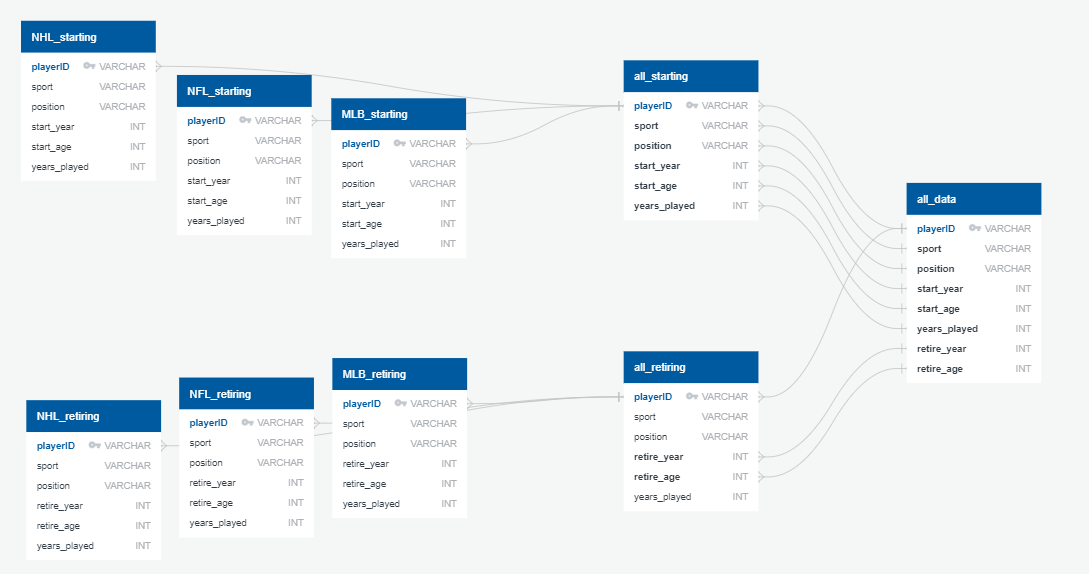 NHL_starting
playerID VARCHAR
sport VARCHAR
position VARCHAR
start_year INT
start_age INT
years_played INT
NFL_starting
playerID VARCHAR
sport VARCHAR
position VARCHAR
start_year INT
start_age INT
years_played INT
MLB_starting
playerID VARCHAR
sport VARCHAR
position VARCHAR
start_year INT
start_age INT
years_played INT
all_starting
playerID VARCHAR
sport VARCHAR
position VARCHAR
start_year INT
start_age INT
years_played INT
all_data
playerID VARCHAR
sport VARCHAR
position VARCHAR
start_year INT
start_age INT
years_played INT
retire_year INT
retire_age INT
NHL_retiring
playerID VARCHAR
sport VARCHAR
position VARCHAR
retire_year INT
retire_age INT
years_played INT
NFL_retiring
playerID VARCHAR
sport VARCHAR
position VARCHAR
retire_year INT
retire_age INT
years_played INT
MLB_retiring
playerID VARCHAR
sport VARCHAR
position VARCHAR
retire_year INT
retire_age INT
years_played INT
all_retiring
playerID VARCHAR
sport VARCHAR
position VARCHAR
retire_year INT
retire_age INT
years_played INT